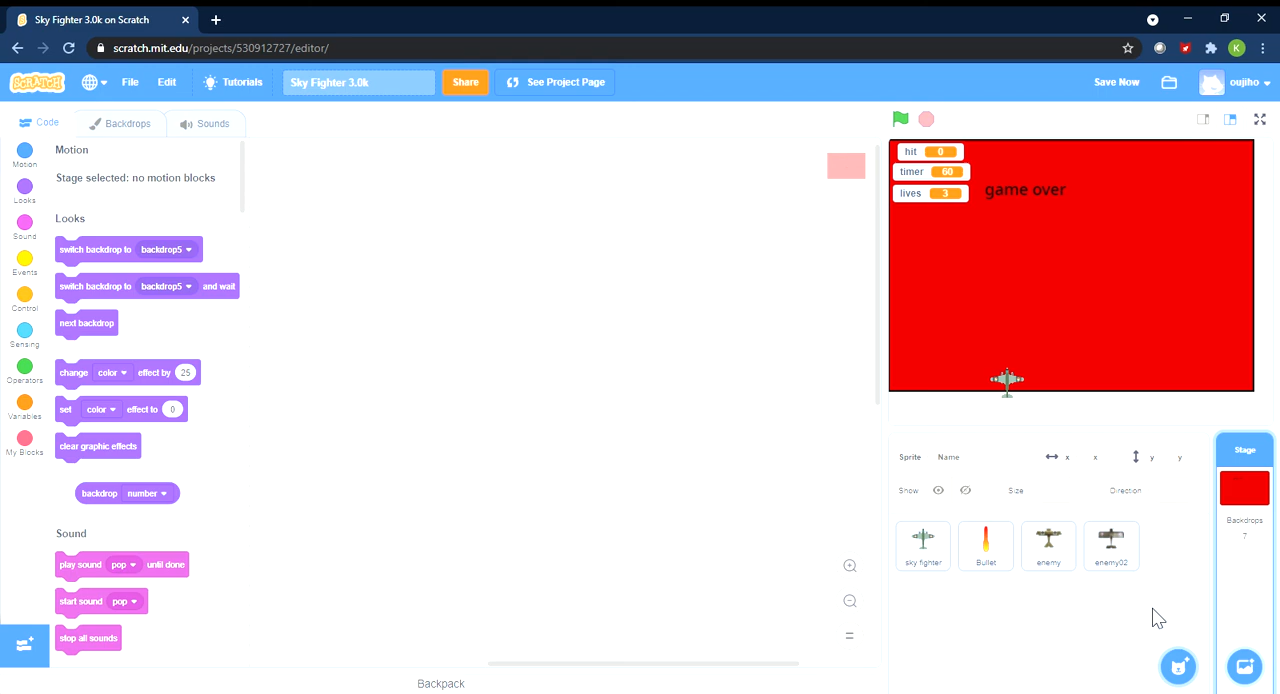 Sky Fighter 3.0k on Scratch
scratch.mit.edu/projects/530912727/editor/
K
SCRATCH File Edit Tutorials Sky Fighter 3.0k Share See Project Page Save Now oujiho
Code Backdrops Sounds
Motion
Looks
Sound
Events
Control
Sensing
Operators
Variables
My Blocks
Motion
Stage selected: no motion blocks
Looks
switch backdrop to backdrop5
switch backdrop to backdrop5 and wait
next backdrop
change color effect by 25
set color effect to 0
clear graphic effects
backdrop number
Sound
play sound pop until done
start sound pop
stop all sounds
Backpack
hit 0
timer 60
lives 3
game over
Sprite Name x x y y
Show Size Direction
sky fighter Bullet enemy enemy02
Stage
Backdrops
7